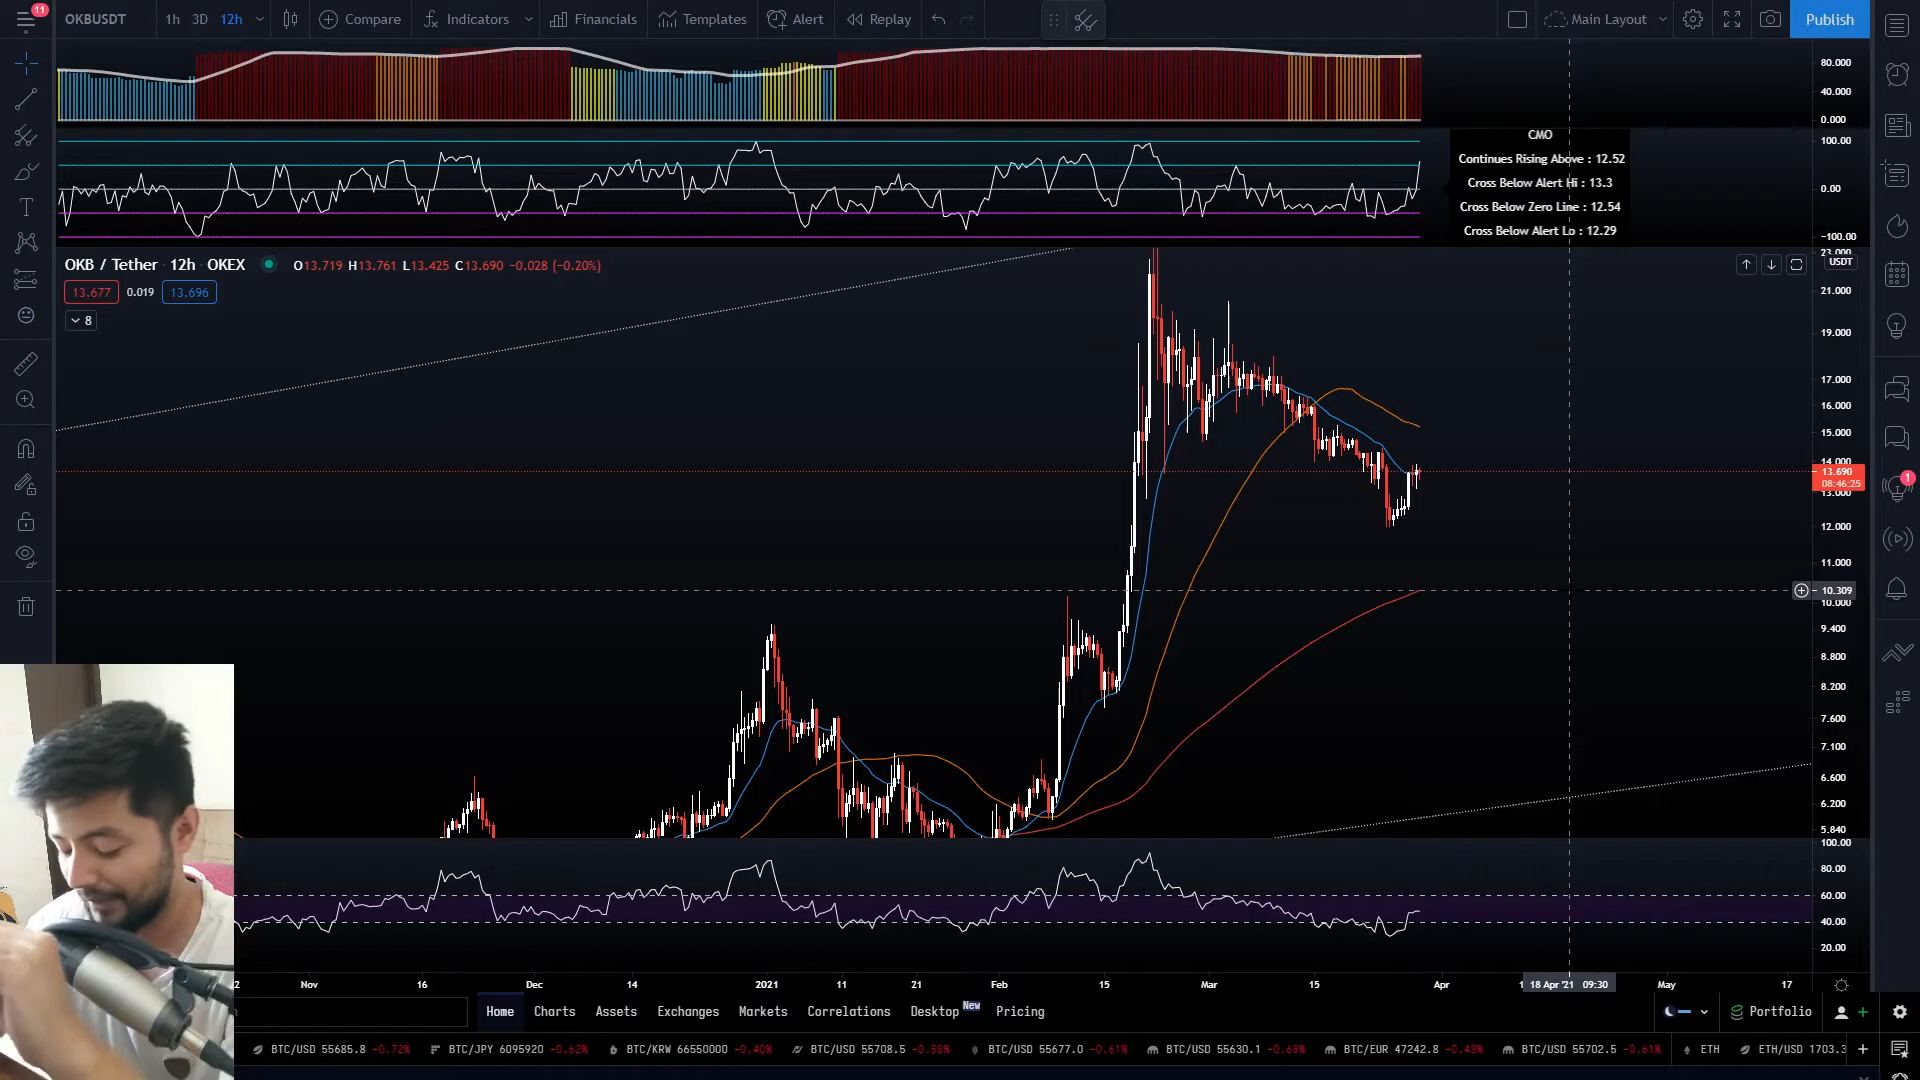 11
OKBUSDT
1h 3D 12h
Compare
Indicators
Financials
Templates
Alert
Replay
Main Layout
Publish
80.000
40.000
0.000
100.00
0.00
-100.00
CMO
Continues Rising Above : 12.52
Cross Below Alert Hi : 13.3
Cross Below Zero Line : 12.54
Cross Below Alert Lo : 12.29
OKB / Tether 12h OKEX
O13.719 H13.761 L13.425 C13.690 -0.028 (-0.20%)
13.677 0.019 13.696
8
USDT
23.000
21.000
19.000
17.000
16.000
15.000
14.000
13.690
08:46:25
13.000
12.000
11.000
10.309
10.000
9.400
8.800
8.200
7.600
7.100
6.600
6.200
5.840
100.00
80.00
60.00
40.00
20.00
1
2 Nov 16 Dec 14 2021 11 21 Feb 15 Mar 15 Apr 18 Apr '21 09:30 May 17
Home Charts Assets Exchanges Markets Correlations Desktop New Pricing
Portfolio
BTC/USD 55685.8 -0.72% BTC/JPY 6095920 -0.62% BTC/KRW 66550000 -0.40% BTC/USD 55708.5 -0.58% BTC/USD 55677.0 -0.61% BTC/USD 55630.1 -0.68% BTC/EUR 47242.8 -0.48% BTC/USD 55702.5 -0.61% ETH ETH/USD 1703.3